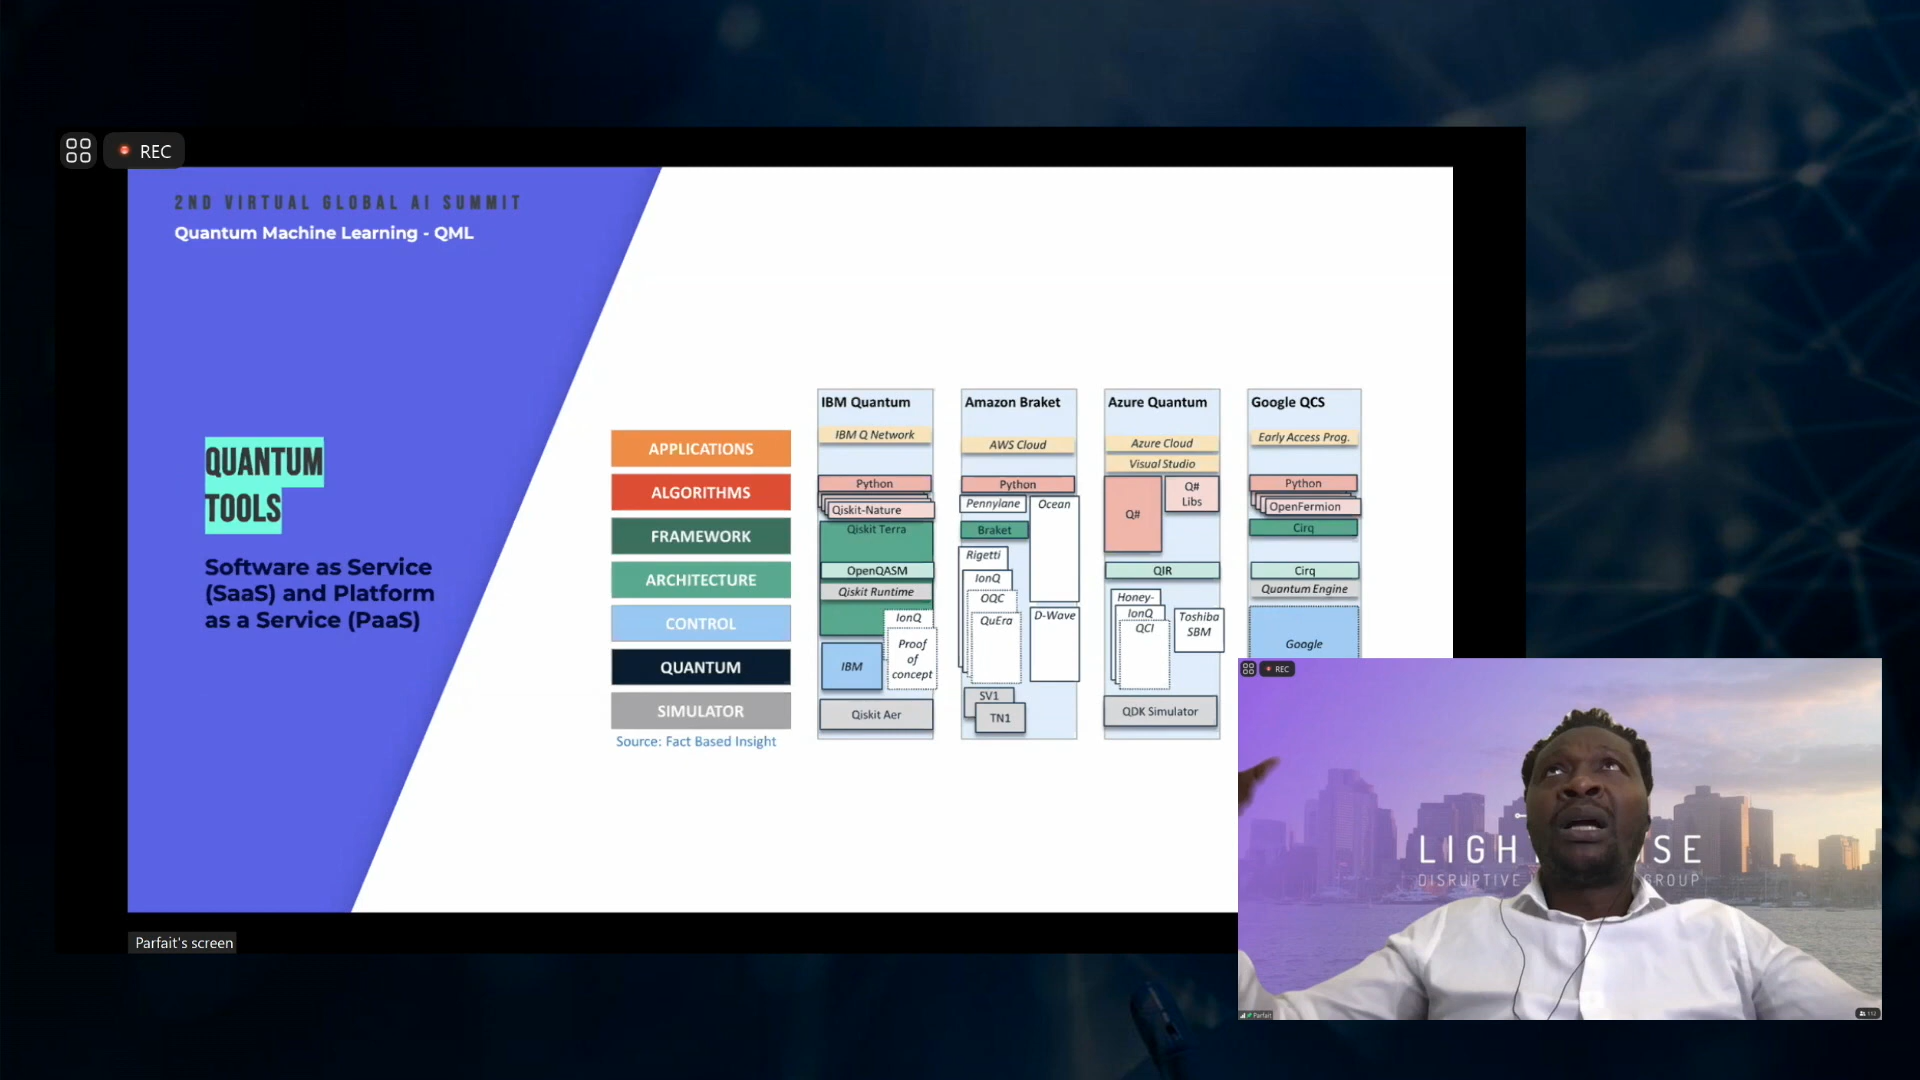 REC
2ND VIRTUAL GLOBAL AI SUMMIT
Quantum Machine Learning - QML
QUANTUM
TOOLS
Software as Service
(SaaS) and Platform
as a Service (PaaS)
APPLICATIONS
ALGORITHMS
FRAMEWORK
ARCHITECTURE
CONTROL
QUANTUM
SIMULATOR
Source: Fact Based Insight
IBM Quantum
IBM Q Network
Python
Qiskit-Nature
Qiskit Terra
OpenQASM
Qiskit Runtime
IonQ
Proof
of
concept
IBM
Qiskit Aer
Amazon Braket
AWS Cloud
Python
Pennylane
Ocean
Braket
Rigetti
IonQ
OQC
QuEra
D-Wave
SV1
TN1
Azure Quantum
Azure Cloud
Visual Studio
Q#
Q#
Libs
QIR
Honey-
IonQ
QCI
Toshiba
SBM
QDK Simulator
Google QCS
Early Access Prog.
Python
OpenFermion
Cirq
Cirq
Quantum Engine
Google
Parfait's screen
REC
LIGH SE
DISRUPTIVE GROUP
Parfait
112